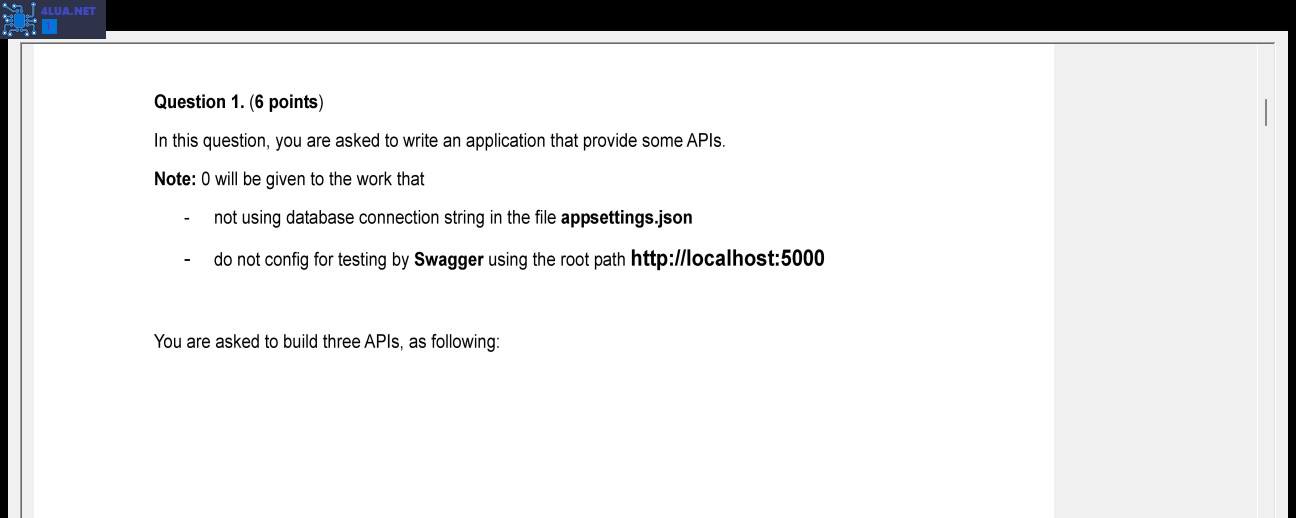 4LUA.NET
1
Question 1. (6 points)
In this question, you are asked to write an application that provide some APIs.
Note: 0 will be given to the work that
- not using database connection string in the file appsettings.json
- do not config for testing by Swagger using the root path http://localhost:5000
You are asked to build three APIs, as following: